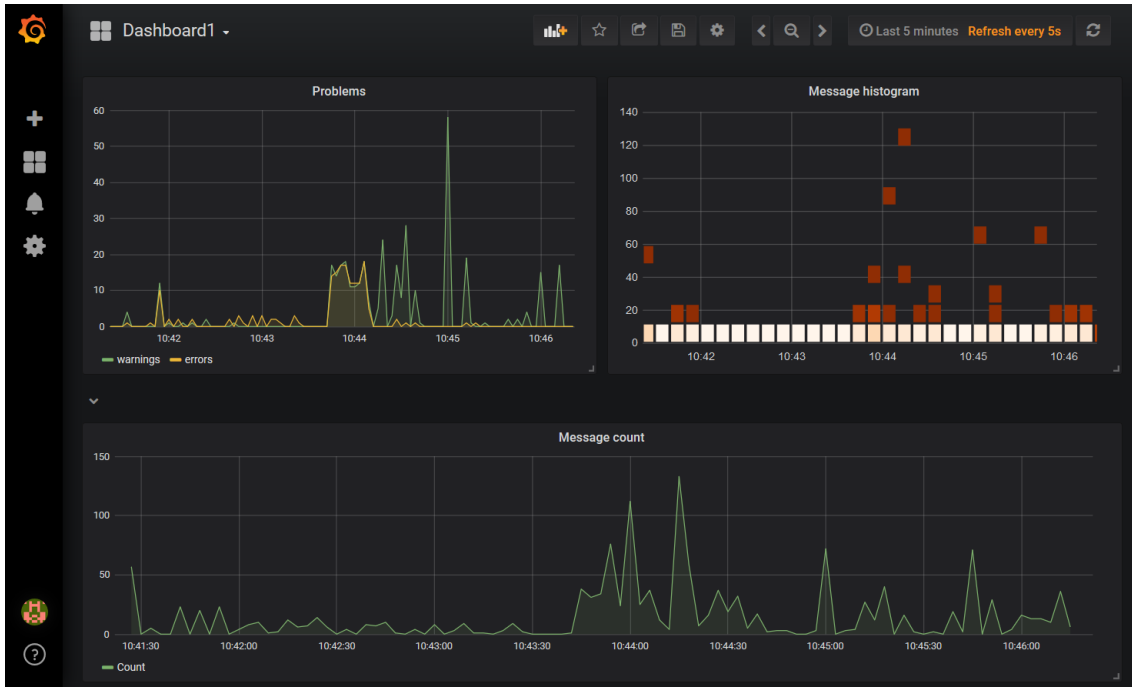 Dashboard1
Last 5 minutes Refresh every 5s
Problems
60
50
40
30
20
10
0
10:42 10:43 10:44 10:45 10:46
warnings errors
Message histogram
140
120
100
80
60
40
20
0
10:42 10:43 10:44 10:45 10:46
Message count
150
100
50
0
10:41:30 10:42:00 10:42:30 10:43:00 10:43:30 10:44:00 10:44:30 10:45:00 10:45:30 10:46:00
Count
?